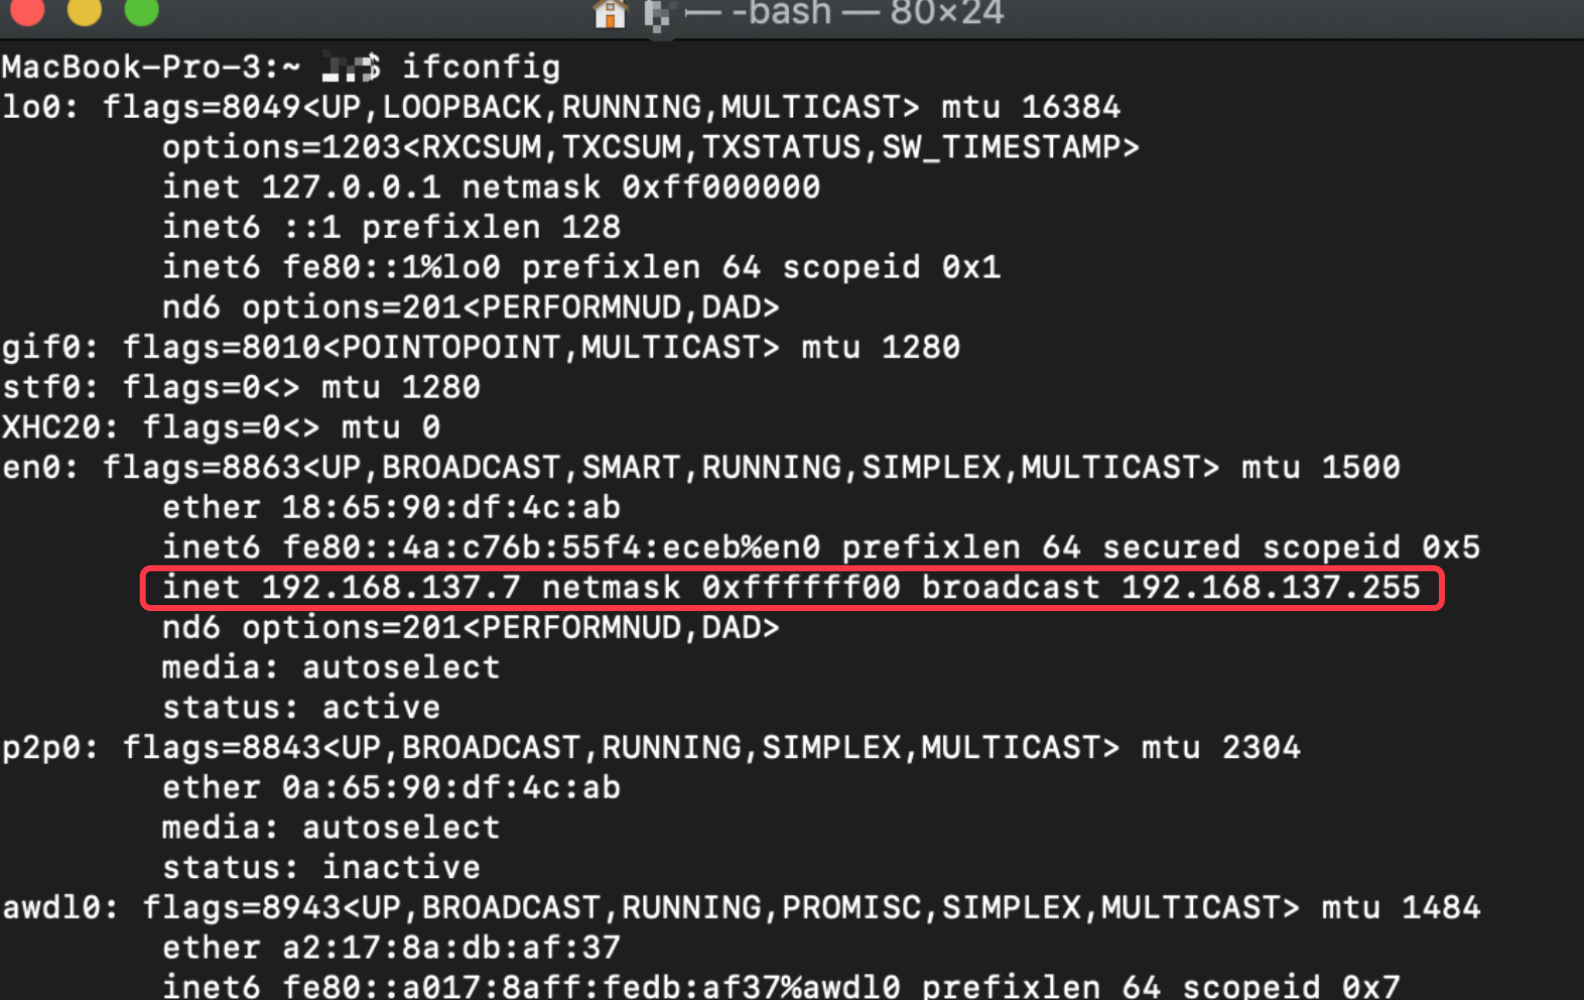 — -bash — 80×24
MacBook-Pro-3:~ $ ifconfig
lo0: flags=8049<UP,LOOPBACK,RUNNING,MULTICAST> mtu 16384
options=1203<RXCSUM,TXCSUM,TXSTATUS,SW_TIMESTAMP>
inet 127.0.0.1 netmask 0xff000000
inet6 ::1 prefixlen 128
inet6 fe80::1%lo0 prefixlen 64 scopeid 0x1
nd6 options=201<PERFORMNUD,DAD>
gif0: flags=8010<POINTOPOINT,MULTICAST> mtu 1280
stf0: flags=0<> mtu 1280
XHC20: flags=0<> mtu 0
en0: flags=8863<UP,BROADCAST,SMART,RUNNING,SIMPLEX,MULTICAST> mtu 1500
ether 18:65:90:df:4c:ab
inet6 fe80::4a:c76b:55f4:eceb%en0 prefixlen 64 secured scopeid 0x5
inet 192.168.137.7 netmask 0xffffff00 broadcast 192.168.137.255
nd6 options=201<PERFORMNUD,DAD>
media: autoselect
status: active
p2p0: flags=8843<UP,BROADCAST,RUNNING,SIMPLEX,MULTICAST> mtu 2304
ether 0a:65:90:df:4c:ab
media: autoselect
status: inactive
awdl0: flags=8943<UP,BROADCAST,RUNNING,PROMISC,SIMPLEX,MULTICAST> mtu 1484
ether a2:17:8a:db:af:37
inet6 fe80::a017:8aff:fedb:af37%awdl0 prefixlen 64 scopeid 0x7